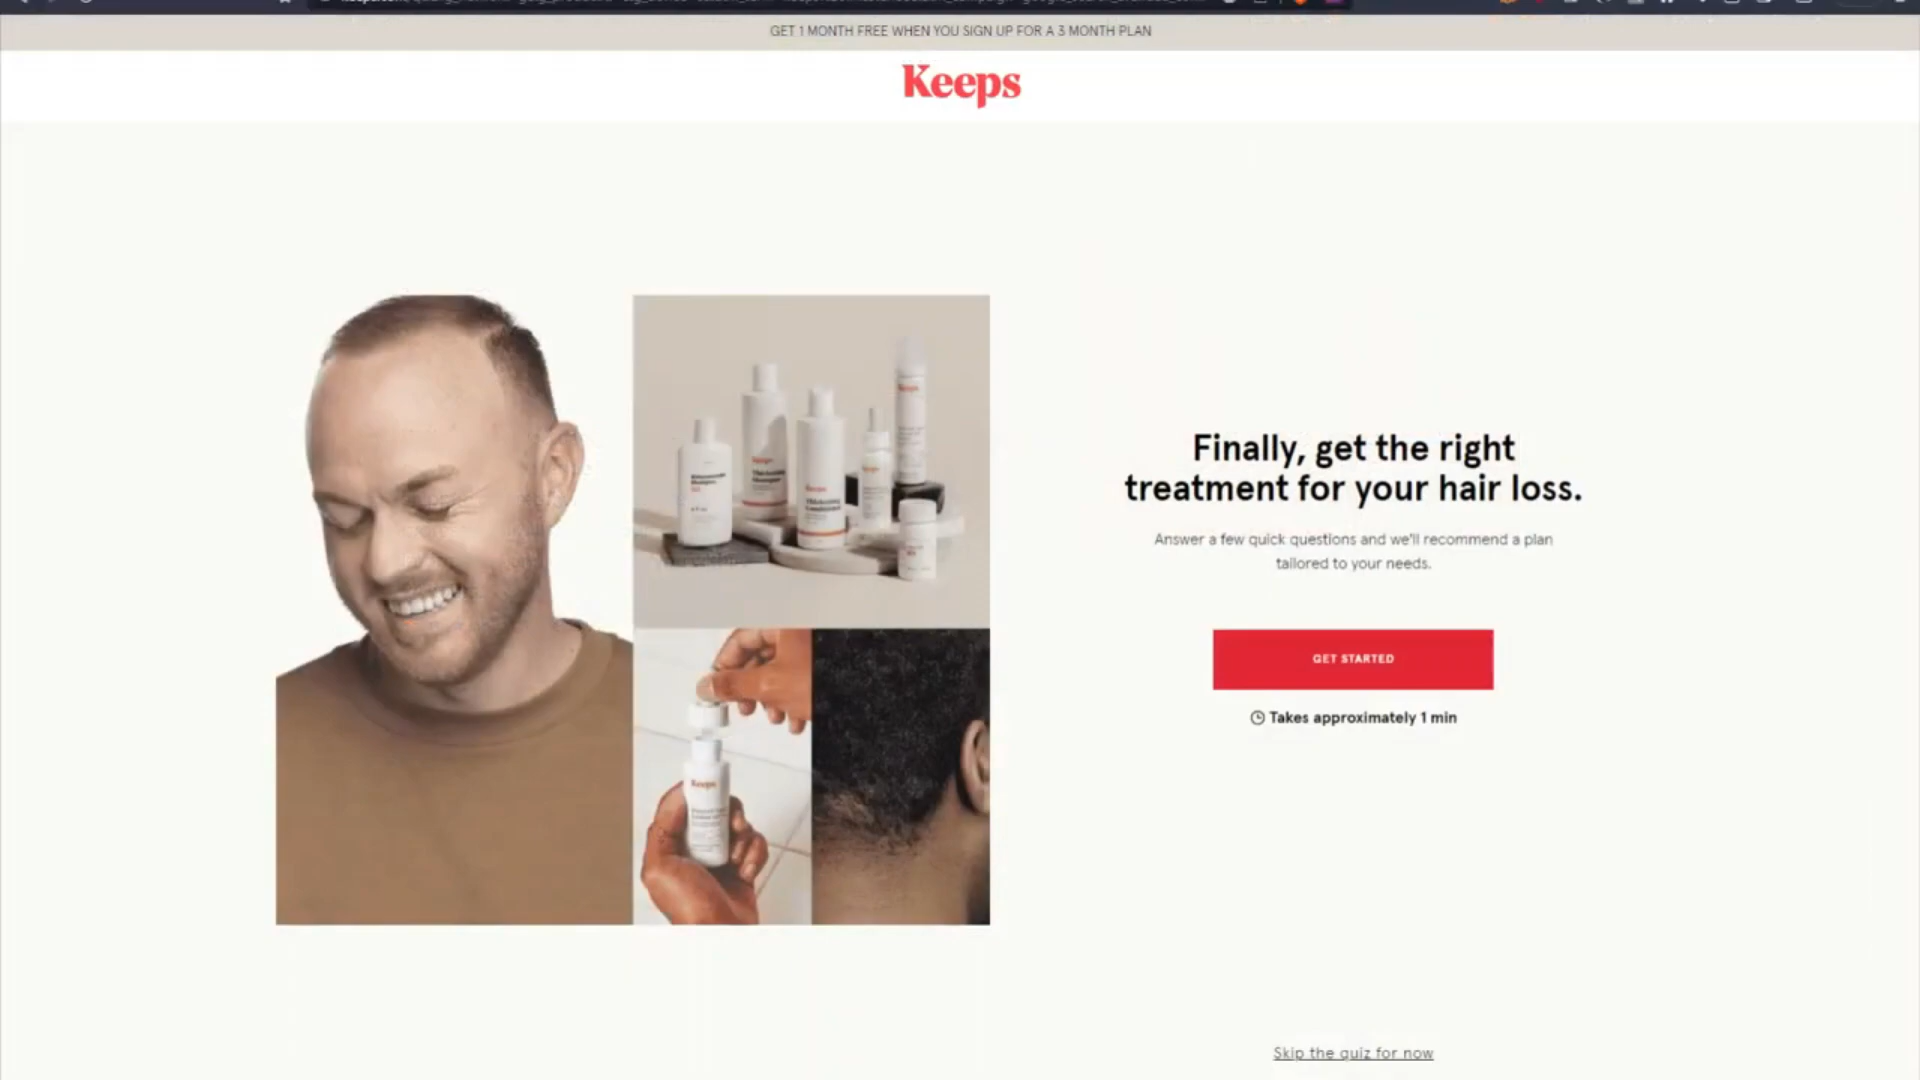 GET 1 MONTH FREE WHEN YOU SIGN UP FOR A 3 MONTH PLAN
Keeps
Finally, get the right
treatment for your hair loss.
Answer a few quick questions and we'll recommend a plan
tailored to your needs.
GET STARTED
Takes approximately 1 min
Keeps
Keeps
Skip the quiz for now